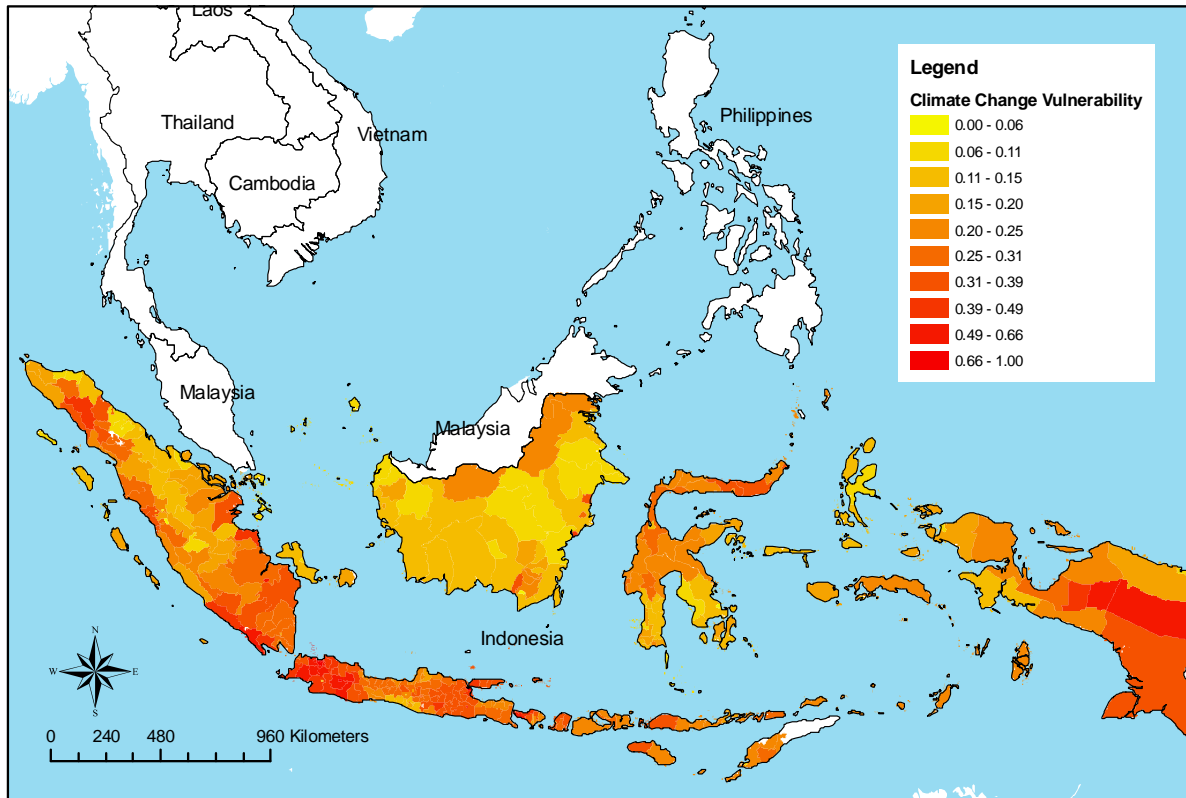 Laos
Thailand
Vietnam
Cambodia
Philippines
Malaysia
Malaysia
Indonesia
Legend
Climate Change Vulnerability
0.00 - 0.06
0.06 - 0.11
0.11 - 0.15
0.15 - 0.20
0.20 - 0.25
0.25 - 0.31
0.31 - 0.39
0.39 - 0.49
0.49 - 0.66
0.66 - 1.00
N
W E
S
0 240 480 960 Kilometers